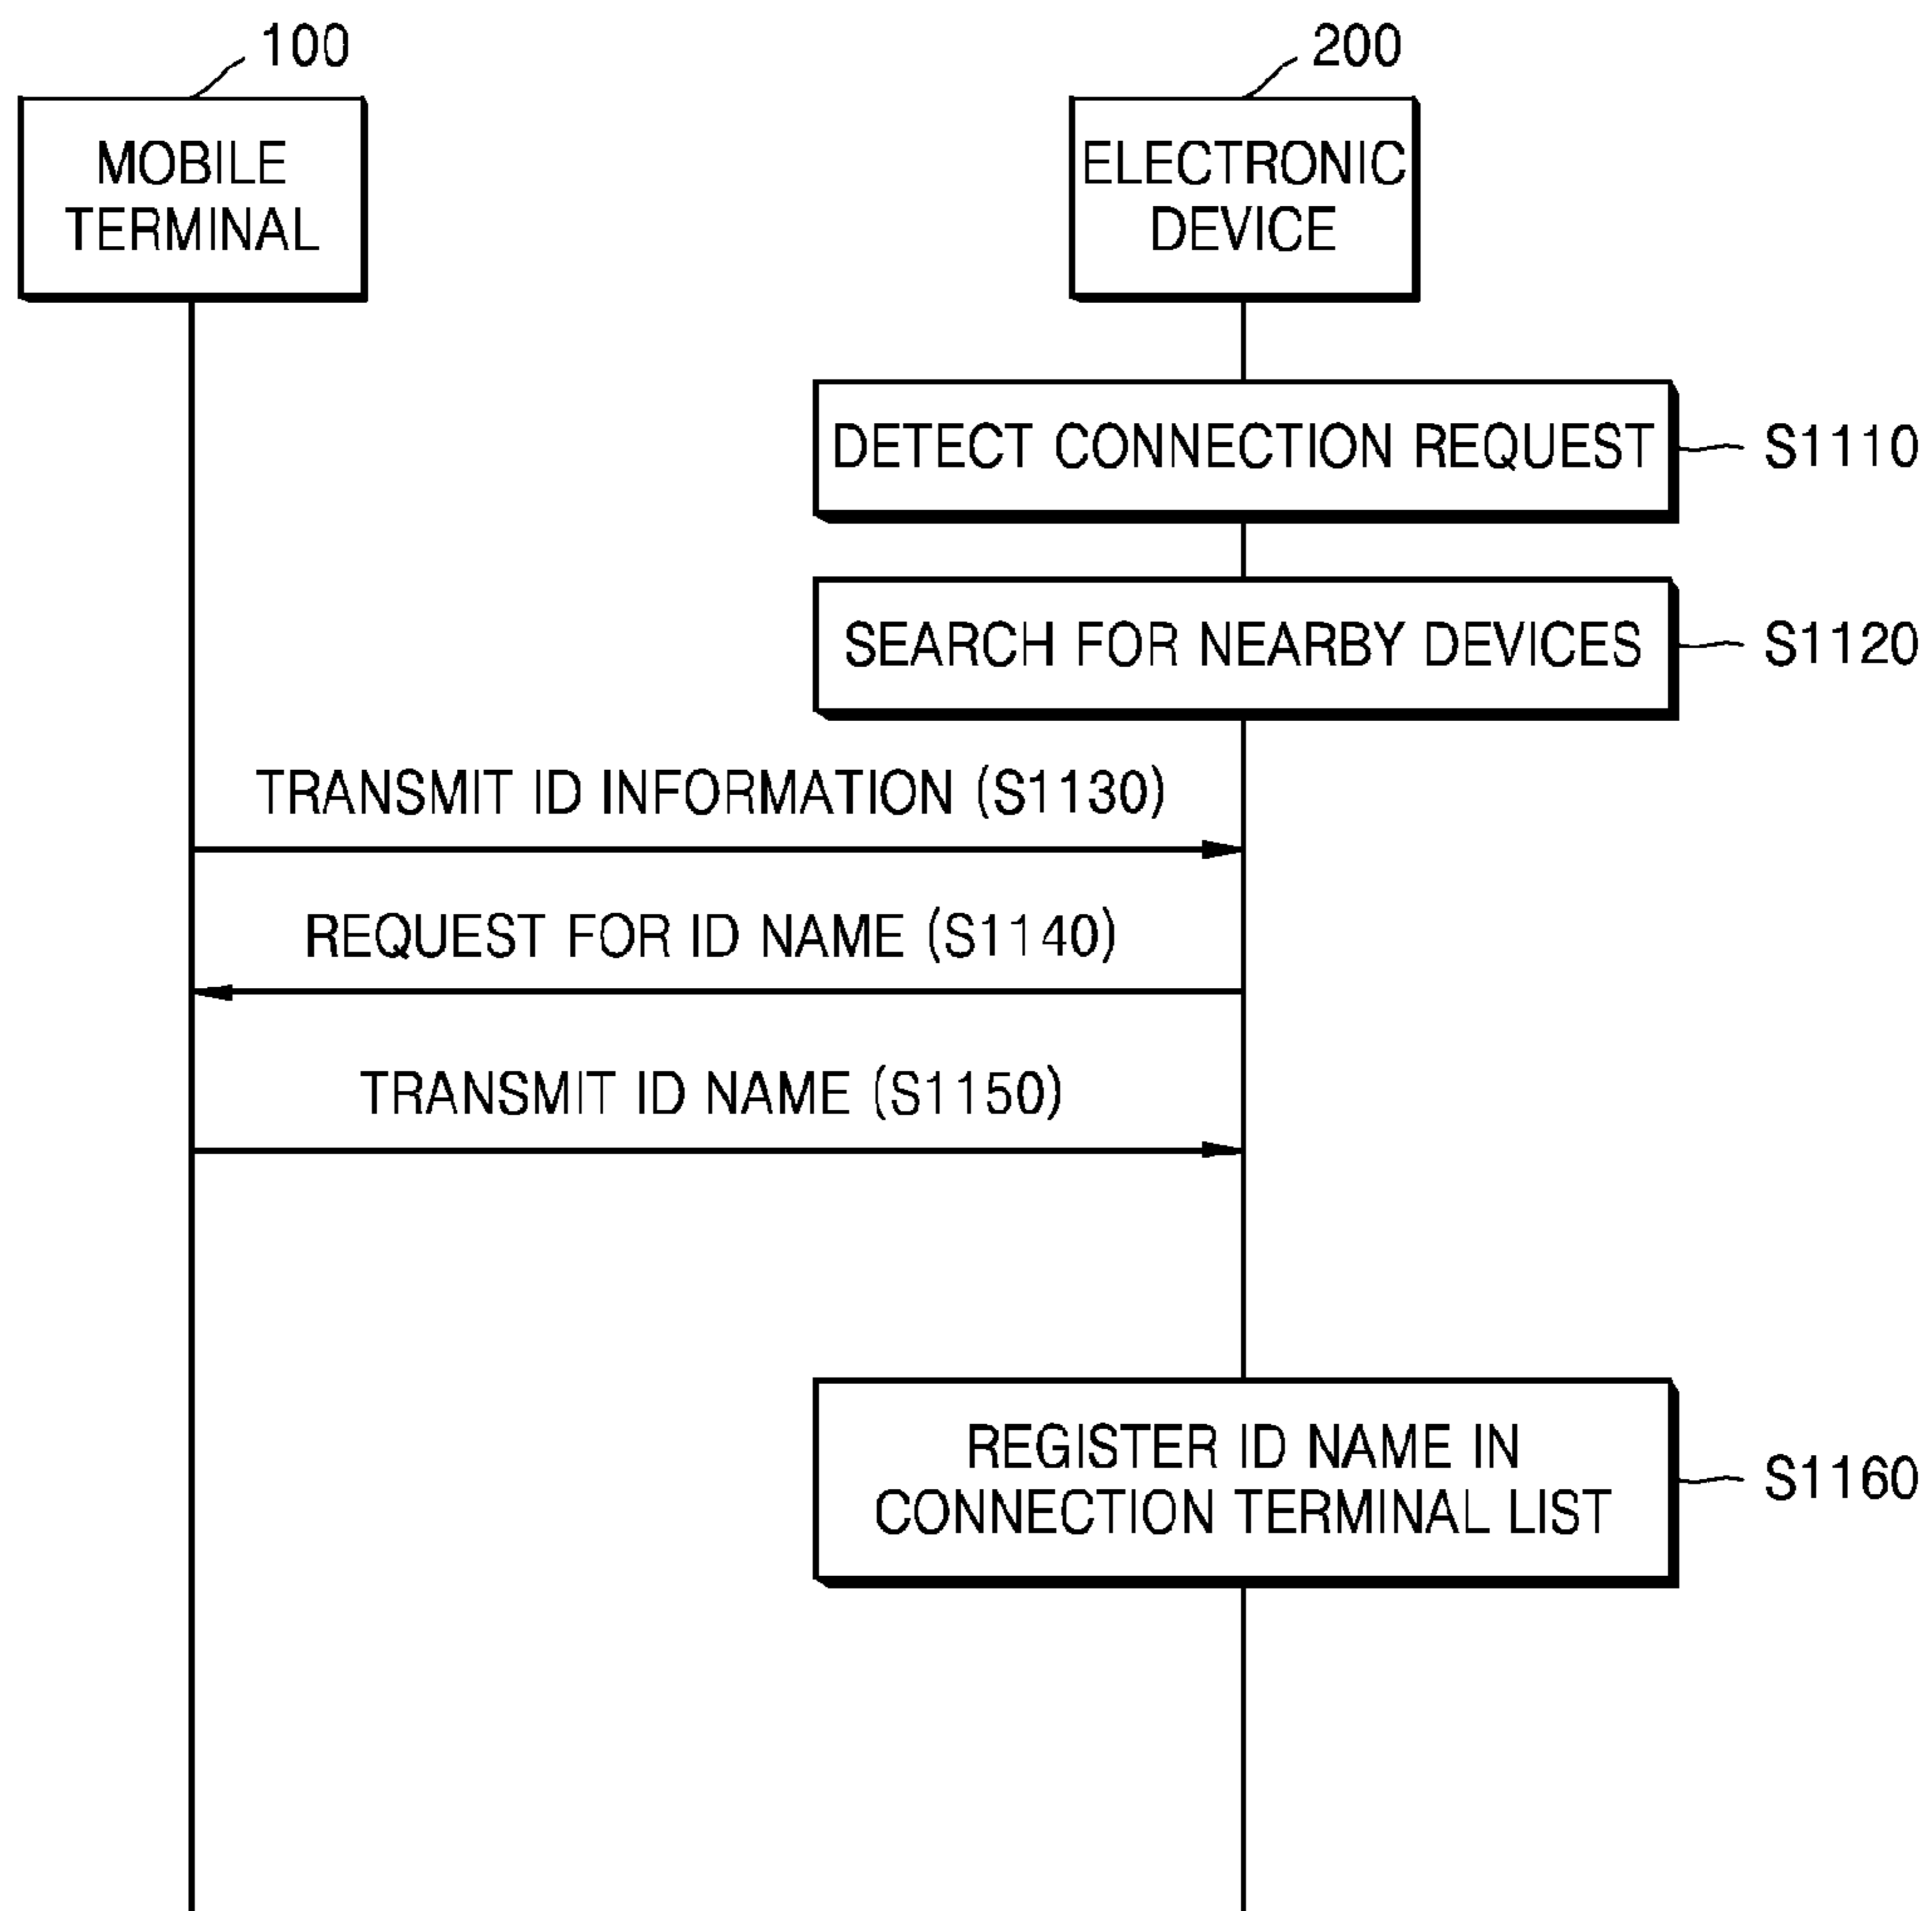 100
200
MOBILE
TERMINAL
ELECTRONIC
DEVICE
DETECT CONNECTION REQUEST
S1110
SEARCH FOR NEARBY DEVICES
S1120
TRANSMIT ID INFORMATION (S1130)
REQUEST FOR ID NAME (S1140)
TRANSMIT ID NAME (S1150)
REGISTER ID NAME IN
CONNECTION TERMINAL LIST
S1160